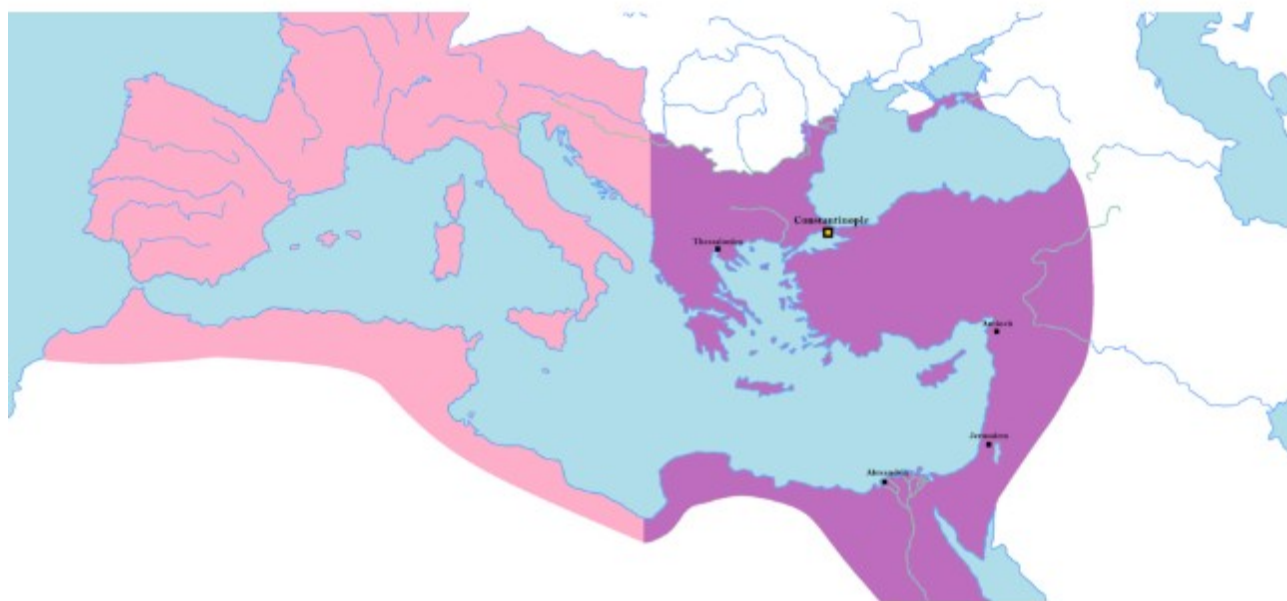 Constantinople
Thessalonica
Antioch
Jerusalem
Alexandria